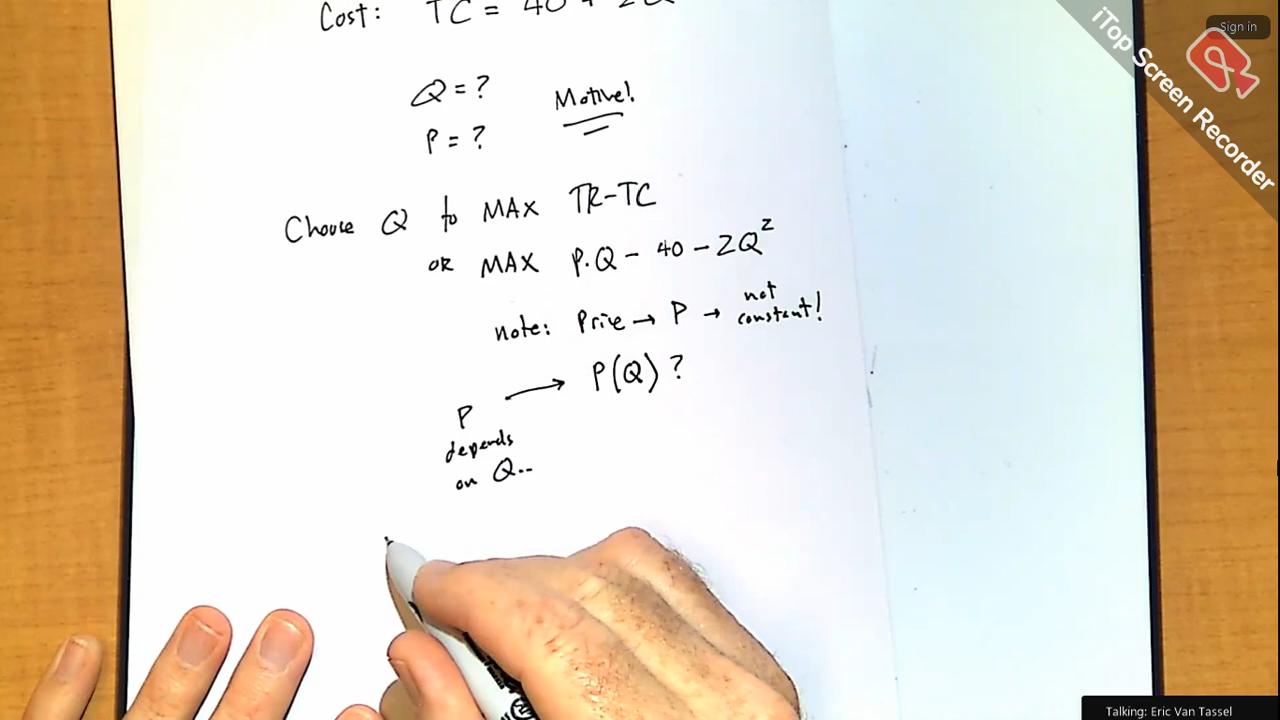 Cost: TC = 40 + 2Q
Q = ?
Motive!
P = ?
Choose Q to MAX TR-TC
OR MAX P·Q - 40 - 2Q²
note: Price → P → not constant!
P → P(Q) ?
depends
on Q..
iTop Screen Recorder
Sign in
Talking: Eric Van Tassel